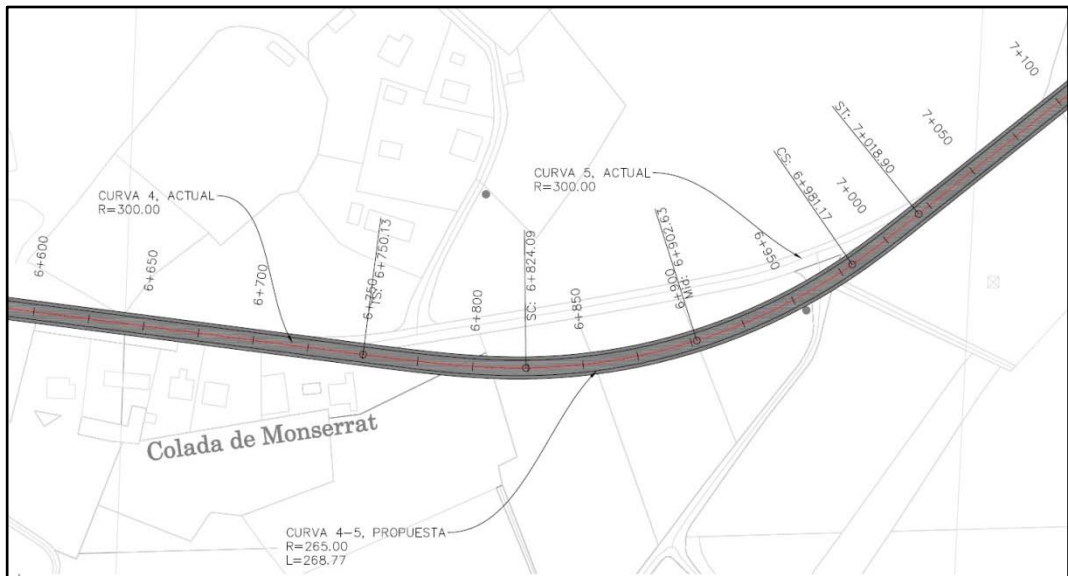 7+100
ST: 7+018.90
7+050
CURVA 5, ACTUAL
R=300.00
CS: 6+981.17
7+000
CURVA 4, ACTUAL
R=300.00
6+600
6+650
6+700
6+750
TS: 6+750.13
6+800
SC: 6+824.09
6+850
6+900
Mid: 6+902.63
6+950
Colada de Monserrat
CURVA 4-5, PROPUESTA
R=265.00
L=268.77